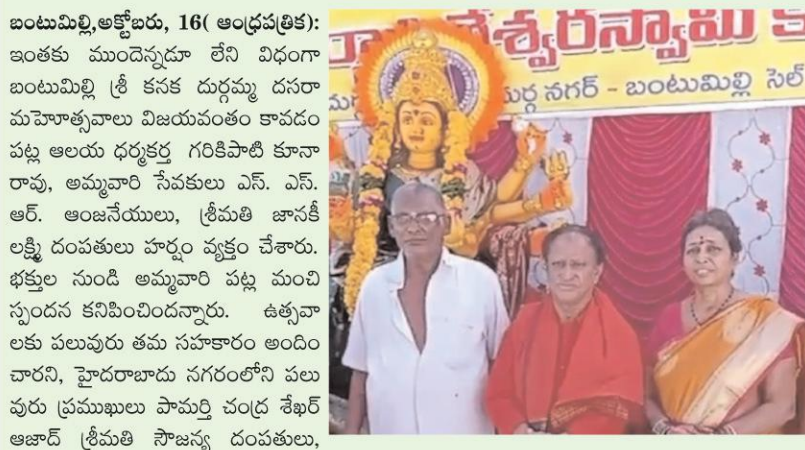 బంటుమిల్లి,అక్టోబరు, 16( ఆంధ్రపత్రిక):
ఇంతకు ముందెన్నడూ లేని విధంగా
బంటుమిల్లి శ్రీ కనక దుర్గమ్మ దసరా
మహెూత్సవాలు విజయవంతం కావడం
పట్ల ఆలయ ధర్మకర్త గరికిపాటి కూనా
రావు, అమ్మవారి సేవకులు ఎస్. ఎస్.
ఆర్. ఆంజనేయులు, శ్రీమతి జానకీ
లక్ష్మి దంపతులు హర్షం వ్యక్తం చేశారు.
భక్తుల నుండి అమ్మవారి పట్ల మంచి
స్పందన కనిపించిందన్నారు. ఉత్సవా
లకు పలువురు తమ సహకారం అందిం
చారని, హైదరాబాదు నగరంలోని పలు
వురు ప్రముఖులు పామర్తి చంద్ర శేఖర్
ఆజాద్ శ్రీమతి సౌజన్య దంపతులు,
శ్వరస్వామి
దుర్గ నగర్ - బంటుమిల్లి సెల్